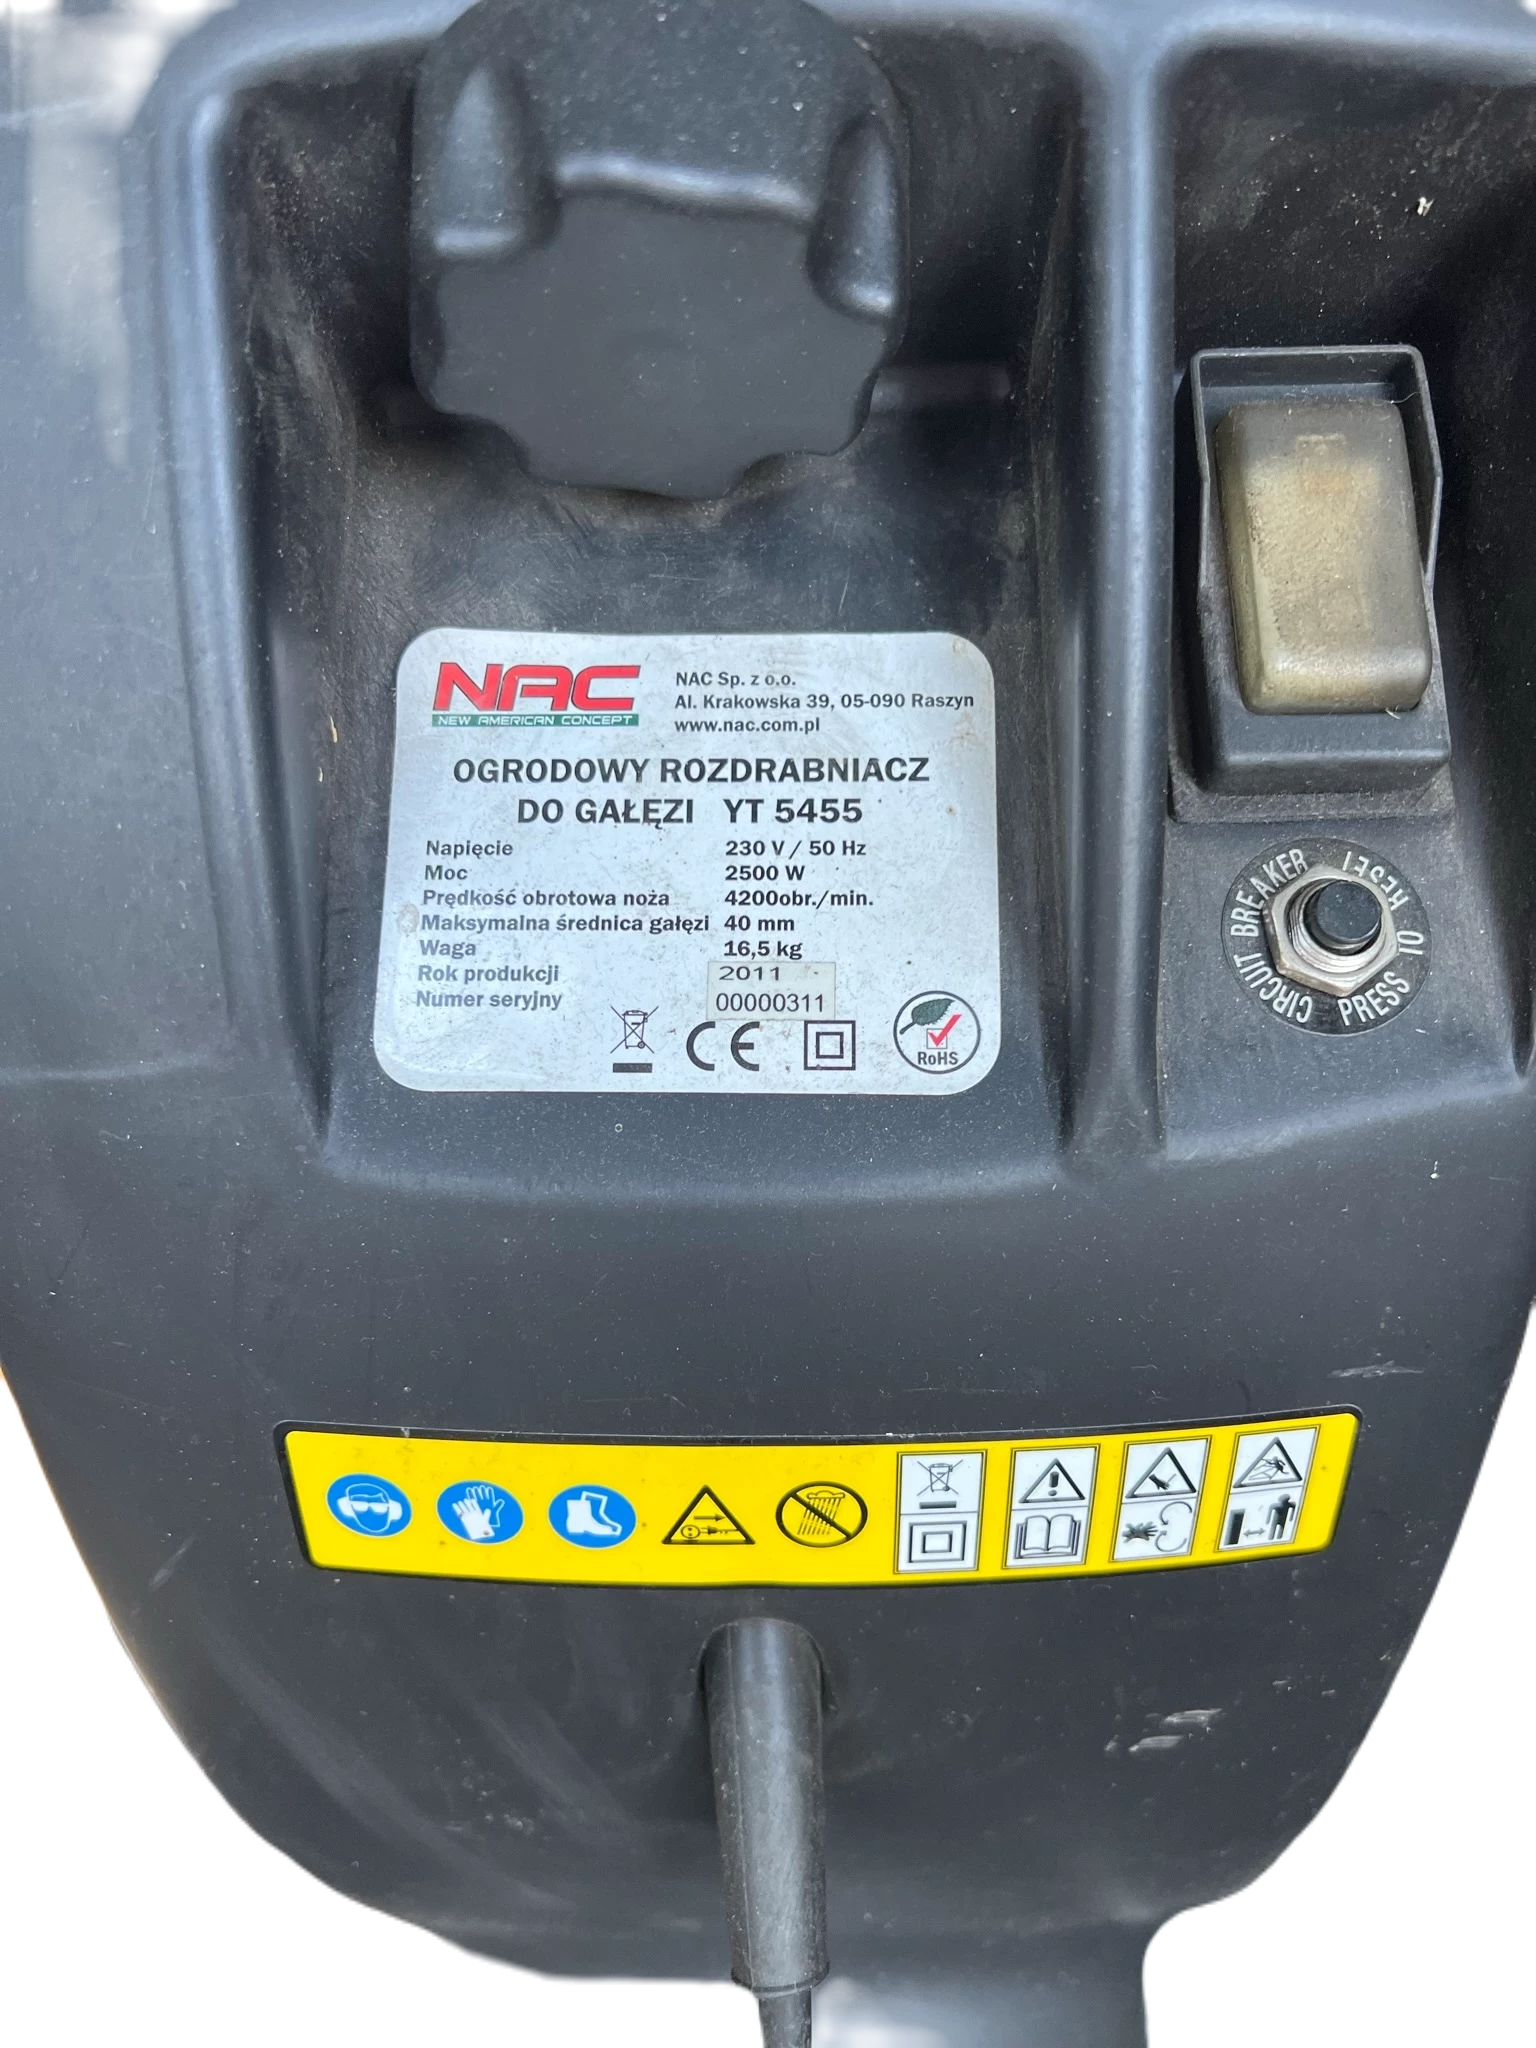 NAC
NEW AMERICAN CONCEPT
NAC Sp. z o.o.
Al. Krakowska 39, 05-090 Raszyn
www.nac.com.pl
OGRODOWY ROZDRABNIACZ
DO GAŁĘZI YT 5455
Napięcie 230 V / 50 Hz
Moc 2500 W
Prędkość obrotowa noża 4200obr./min.
Maksymalna średnica gałęzi 40 mm
Waga 16,5 kg
Rok produkcji 2011
Numer seryjny 00000311
CE
RoHS
CIRCUIT BREAKER
PRESS TO RESET